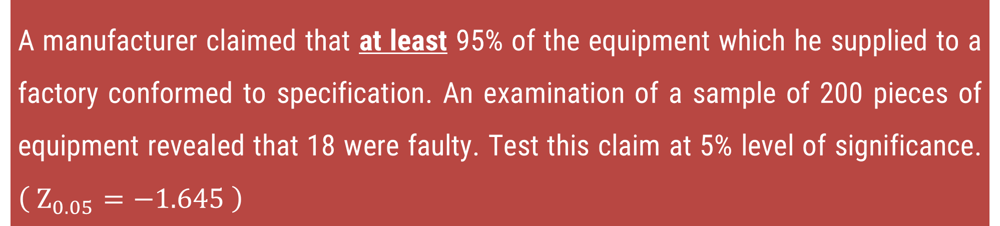 A manufacturer claimed that at least 95% of the equipment which he supplied to a
factory conformed to specification. An examination of a sample of 200 pieces of
equipment revealed that 18 were faulty. Test this claim at 5% level of significance.
( Z₀.₀₅ = −1.645 )